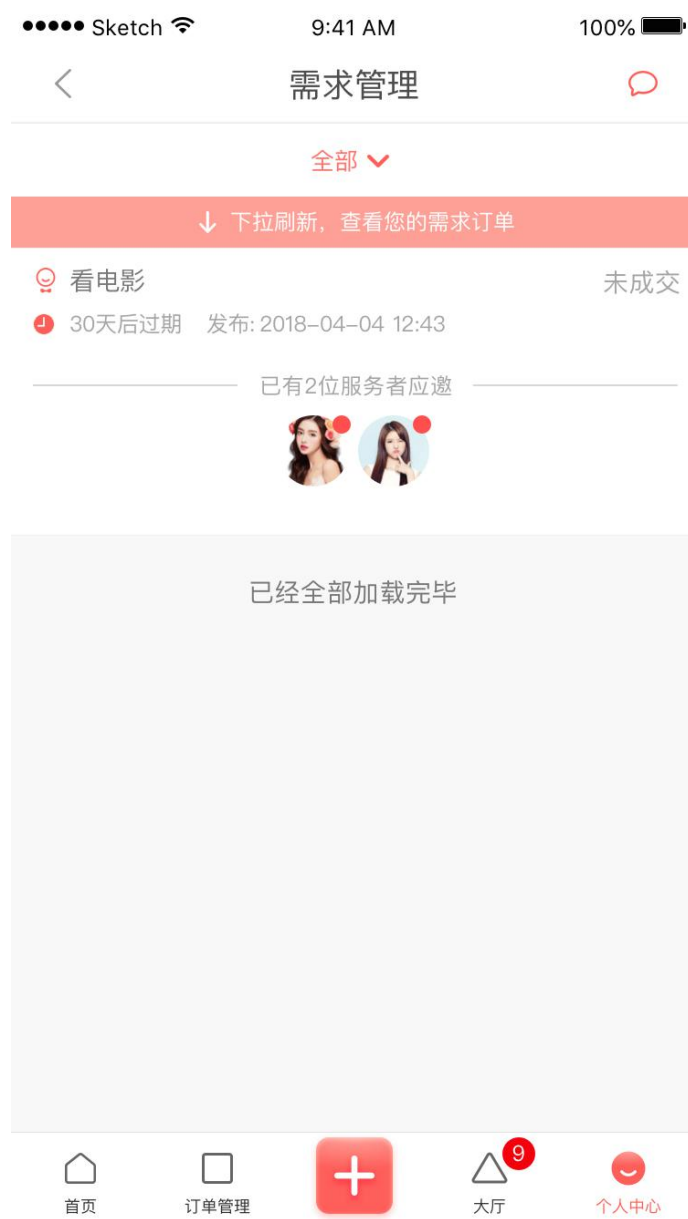 ●●●●● Sketch 9:41 AM 100%
需求管理
全部
↓ 下拉刷新，查看您的需求订单
看电影 未成交
30天后过期 发布: 2018-04-04 12:43
已有2位服务者应邀
已经全部加载完毕
9
首页 订单管理 大厅 个人中心